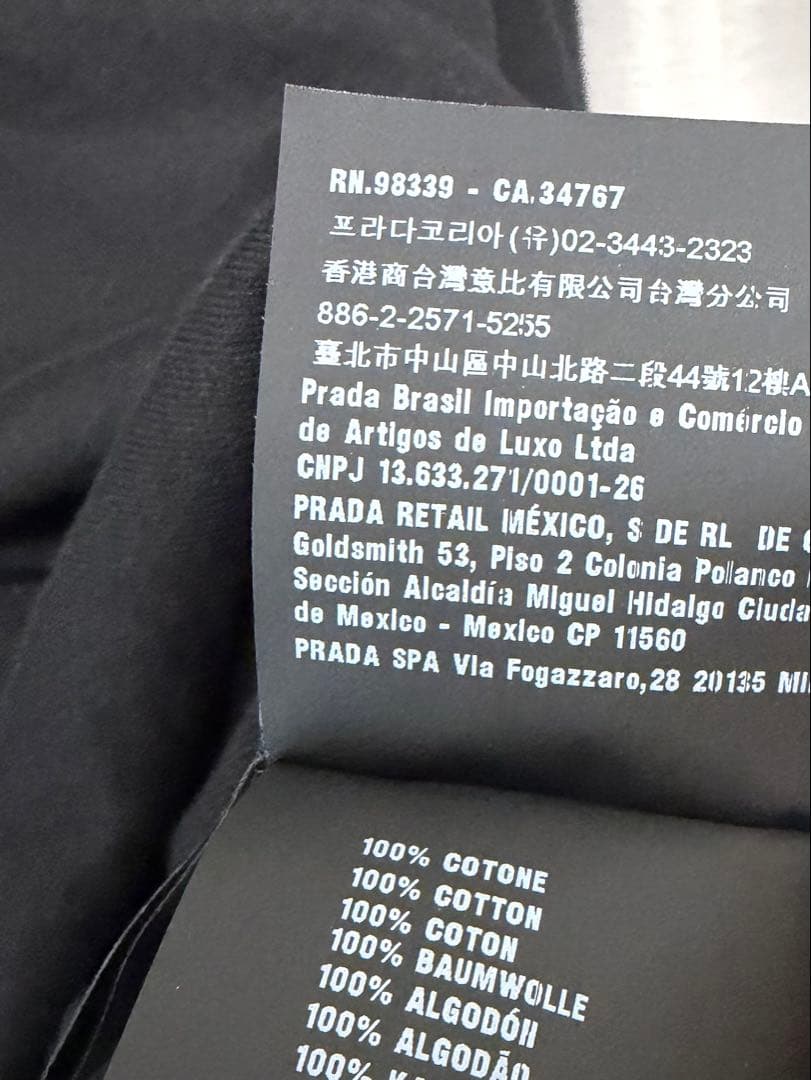 RN.98339 - CA.34767
프라다코리아(유)02-3443-2323
香港商台灣意比有限公司台灣分公司
886-2-2571-5255
臺北市中山區中山北路二段44號12樓A
Prada Brasil Importação e Comércio
de Artigos de Luxo Ltda
CNPJ 13.633.271/0001-26
PRADA RETAIL MÉXICO, S DE RL DE
Goldsmith 53, Piso 2 Colonia Polanco
Sección Alcaldía Miguel Hidalgo Ciuda
de Mexico - Mexico CP 11560
PRADA SPA Via Fogazzaro,28 20135 MI
100% COTONE
100% COTTON
100% COTON
100% BAUMWOLLE
100% ALGODÓN
100% ALGODÃO
100%